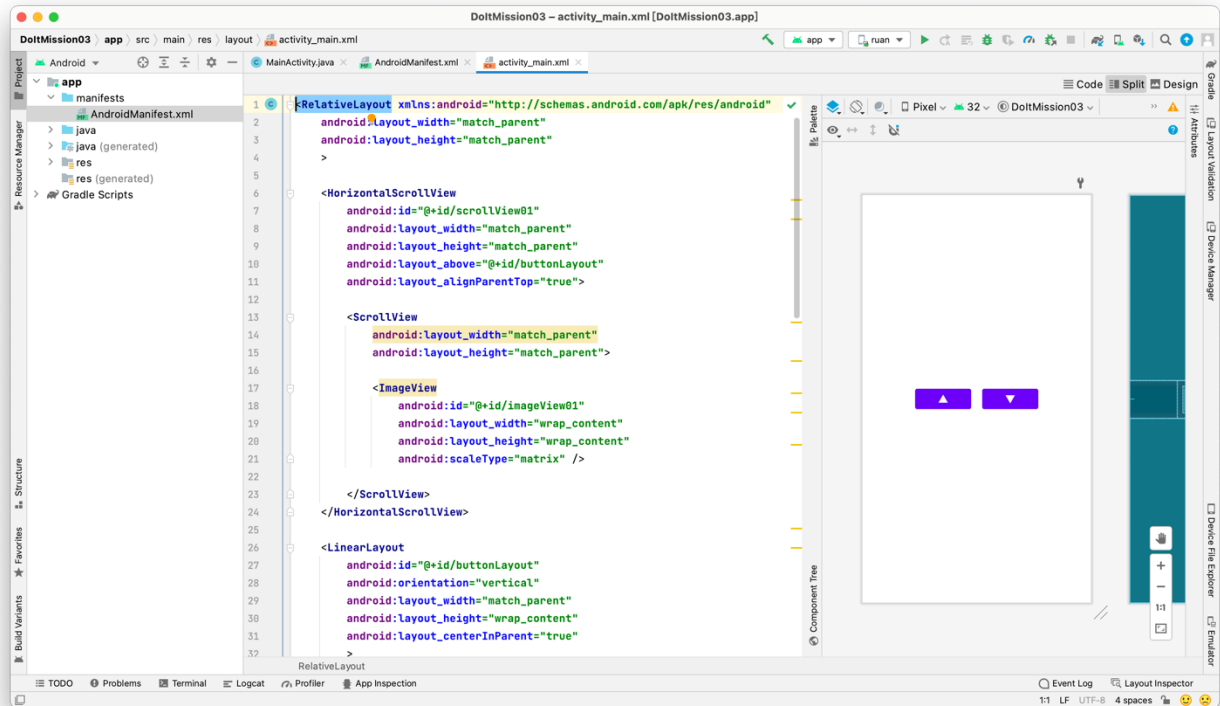 DoItMission03 – activity_main.xml [DoItMission03.app]
DoItMission03 app src main res layout activity_main.xml
app ruan
Project
Android
MainActivity.java
AndroidManifest.xml
activity_main.xml
Gradle
app
manifests
AndroidManifest.xml
java
java (generated)
res
res (generated)
Gradle Scripts
Resource Manager
Structure
Favorites
Build Variants
Code Split Design
1 <RelativeLayout xmlns:android="http://schemas.android.com/apk/res/android"
2 android:layout_width="match_parent"
3 android:layout_height="match_parent"
4 >
5
6 <HorizontalScrollView
7 android:id="@+id/scrollView01"
8 android:layout_width="match_parent"
9 android:layout_height="match_parent"
10 android:layout_above="@+id/buttonLayout"
11 android:layout_alignParentTop="true">
12
13 <ScrollView
14 android:layout_width="match_parent"
15 android:layout_height="match_parent">
16
17 <ImageView
18 android:id="@+id/imageView01"
19 android:layout_width="wrap_content"
20 android:layout_height="wrap_content"
21 android:scaleType="matrix" />
22
23 </ScrollView>
24 </HorizontalScrollView>
25
26 <LinearLayout
27 android:id="@+id/buttonLayout"
28 android:orientation="vertical"
29 android:layout_width="match_parent"
30 android:layout_height="wrap_content"
31 android:layout_centerInParent="true"
32 >
RelativeLayout
Palette
Component Tree
Pixel 32 DoItMission03
▲ ▼
1:1
Attributes
Layout Validation
Device Manager
Device File Explorer
Emulator
TODO Problems Terminal Logcat Profiler App Inspection
Event Log Layout Inspector
1:1 LF UTF-8 4 spaces